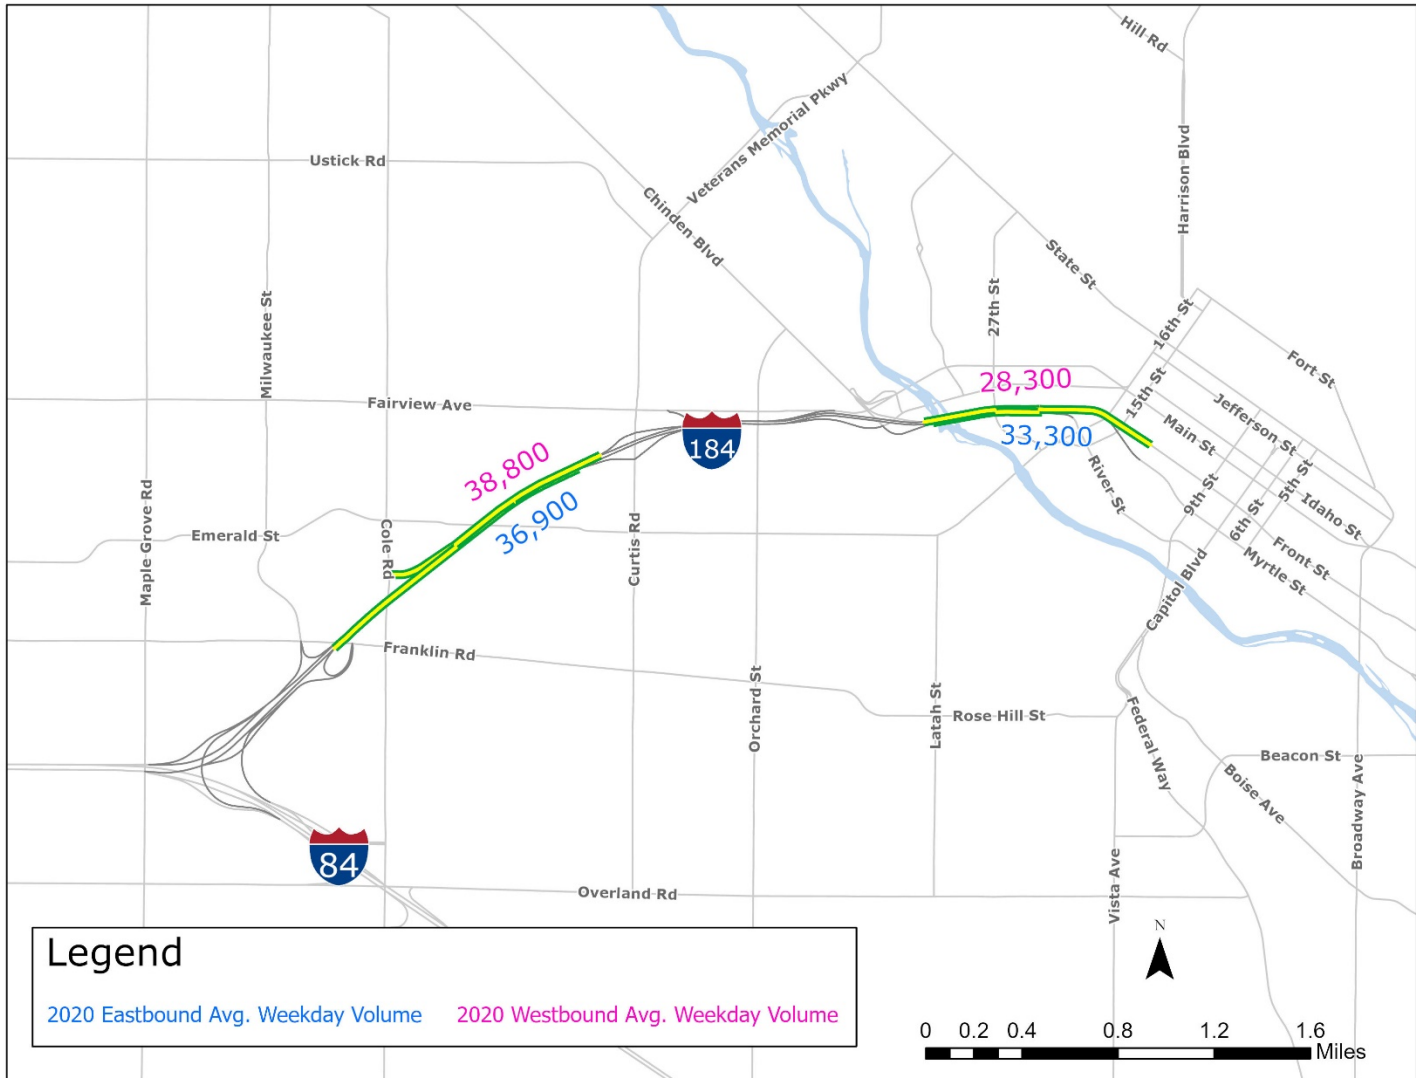 Hill Rd
Veterans Memorial Pkwy
Harrison Blvd
Ustick Rd
Chinden Blvd
State St
27th St
Milwaukee St
16th St
Fort St
28,300
15th St
Fairview Ave
Jefferson St
184
33,300
Main St
38,800
36,900
River St
9th St
5th St
6th St
Idaho St
Maple Grove Rd
Emerald St
Cole Rd
Curtis Rd
Front St
Myrtle St
Capitol Blvd
Franklin Rd
Orchard St
Latah St
Rose Hill St
Federal Way
Beacon St
Boise Ave
Broadway Ave
84
Overland Rd
Vista Ave
N
Legend
2020 Eastbound Avg. Weekday Volume 2020 Westbound Avg. Weekday Volume
0 0.2 0.4 0.8 1.2 1.6
Miles